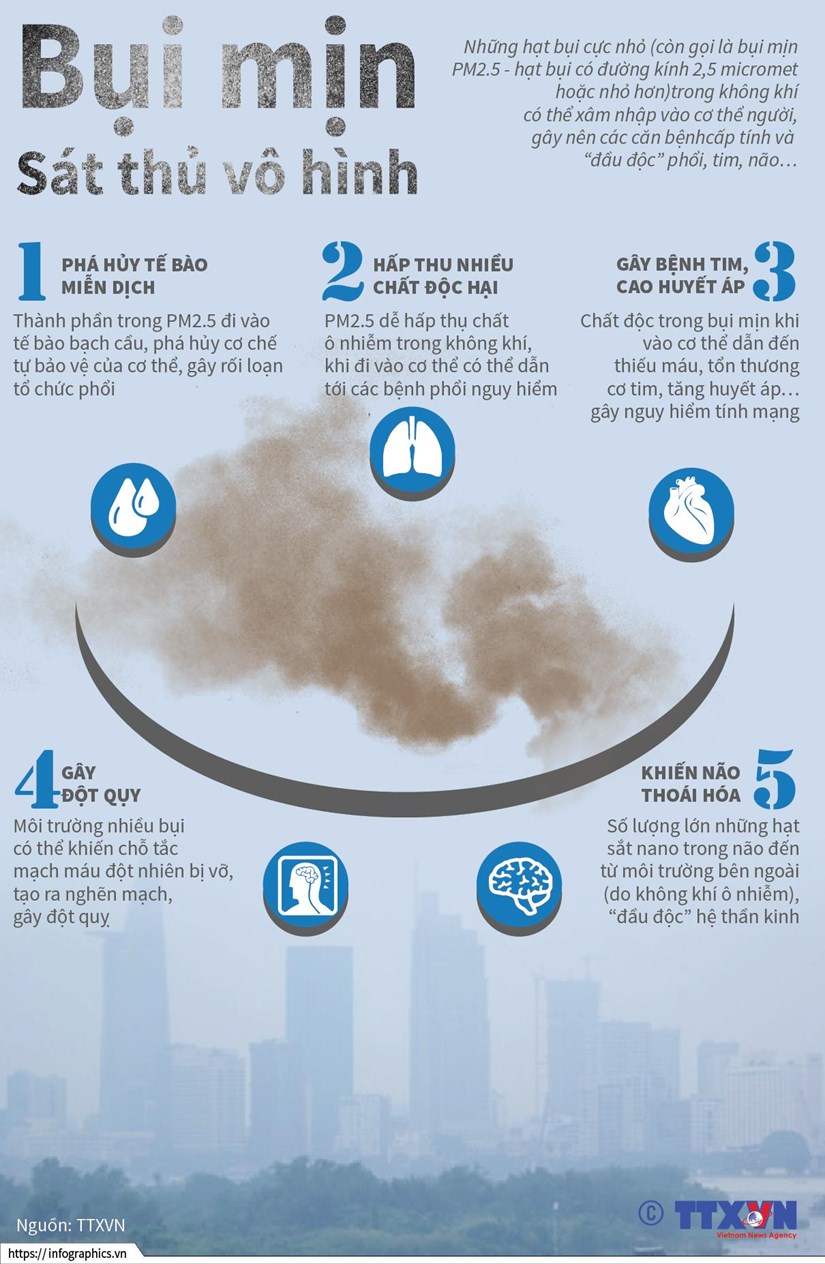 Bụi mịn
Sát thủ vô hình
Những hạt bụi cực nhỏ (còn gọi là bụi mịn
PM2.5 - hạt bụi có đường kính 2,5 micromet
hoặc nhỏ hơn)trong không khí
có thể xâm nhập vào cơ thể người,
gây nên các căn bệnhcấp tính và
“đầu độc” phổi, tim, não...
1 PHÁ HỦY TẾ BÀO
MIỄN DỊCH
Thành phần trong PM2.5 đi vào
tế bào bạch cầu, phá hủy cơ chế
tự bảo vệ của cơ thể, gây rối loạn
tổ chức phổi
2 HẤP THU NHIỀU
CHẤT ĐỘC HẠI
PM2.5 dễ hấp thụ chất
ô nhiễm trong không khí,
khi đi vào cơ thể có thể dẫn
tới các bệnh phổi nguy hiểm
GÂY BỆNH TIM, 3
CAO HUYẾT ÁP
Chất độc trong bụi mịn khi
vào cơ thể dẫn đến
thiếu máu, tổn thương
cơ tim, tăng huyết áp...
gây nguy hiểm tính mạng
4 GÂY
ĐỘT QUỴ
Môi trường nhiều bụi
có thể khiến chỗ tắc
mạch máu đột nhiên bị vỡ,
tạo ra nghẽn mạch,
gây đột quỵ
KHIẾN NÃO 5
THOÁI HÓA
Số lượng lớn những hạt
sắt nano trong não đến
từ môi trường bên ngoài
(do không khí ô nhiễm),
“đầu độc” hệ thần kinh
Nguồn: TTXVN
© TTXVN
Vietnam News Agency
https://infographics.vn